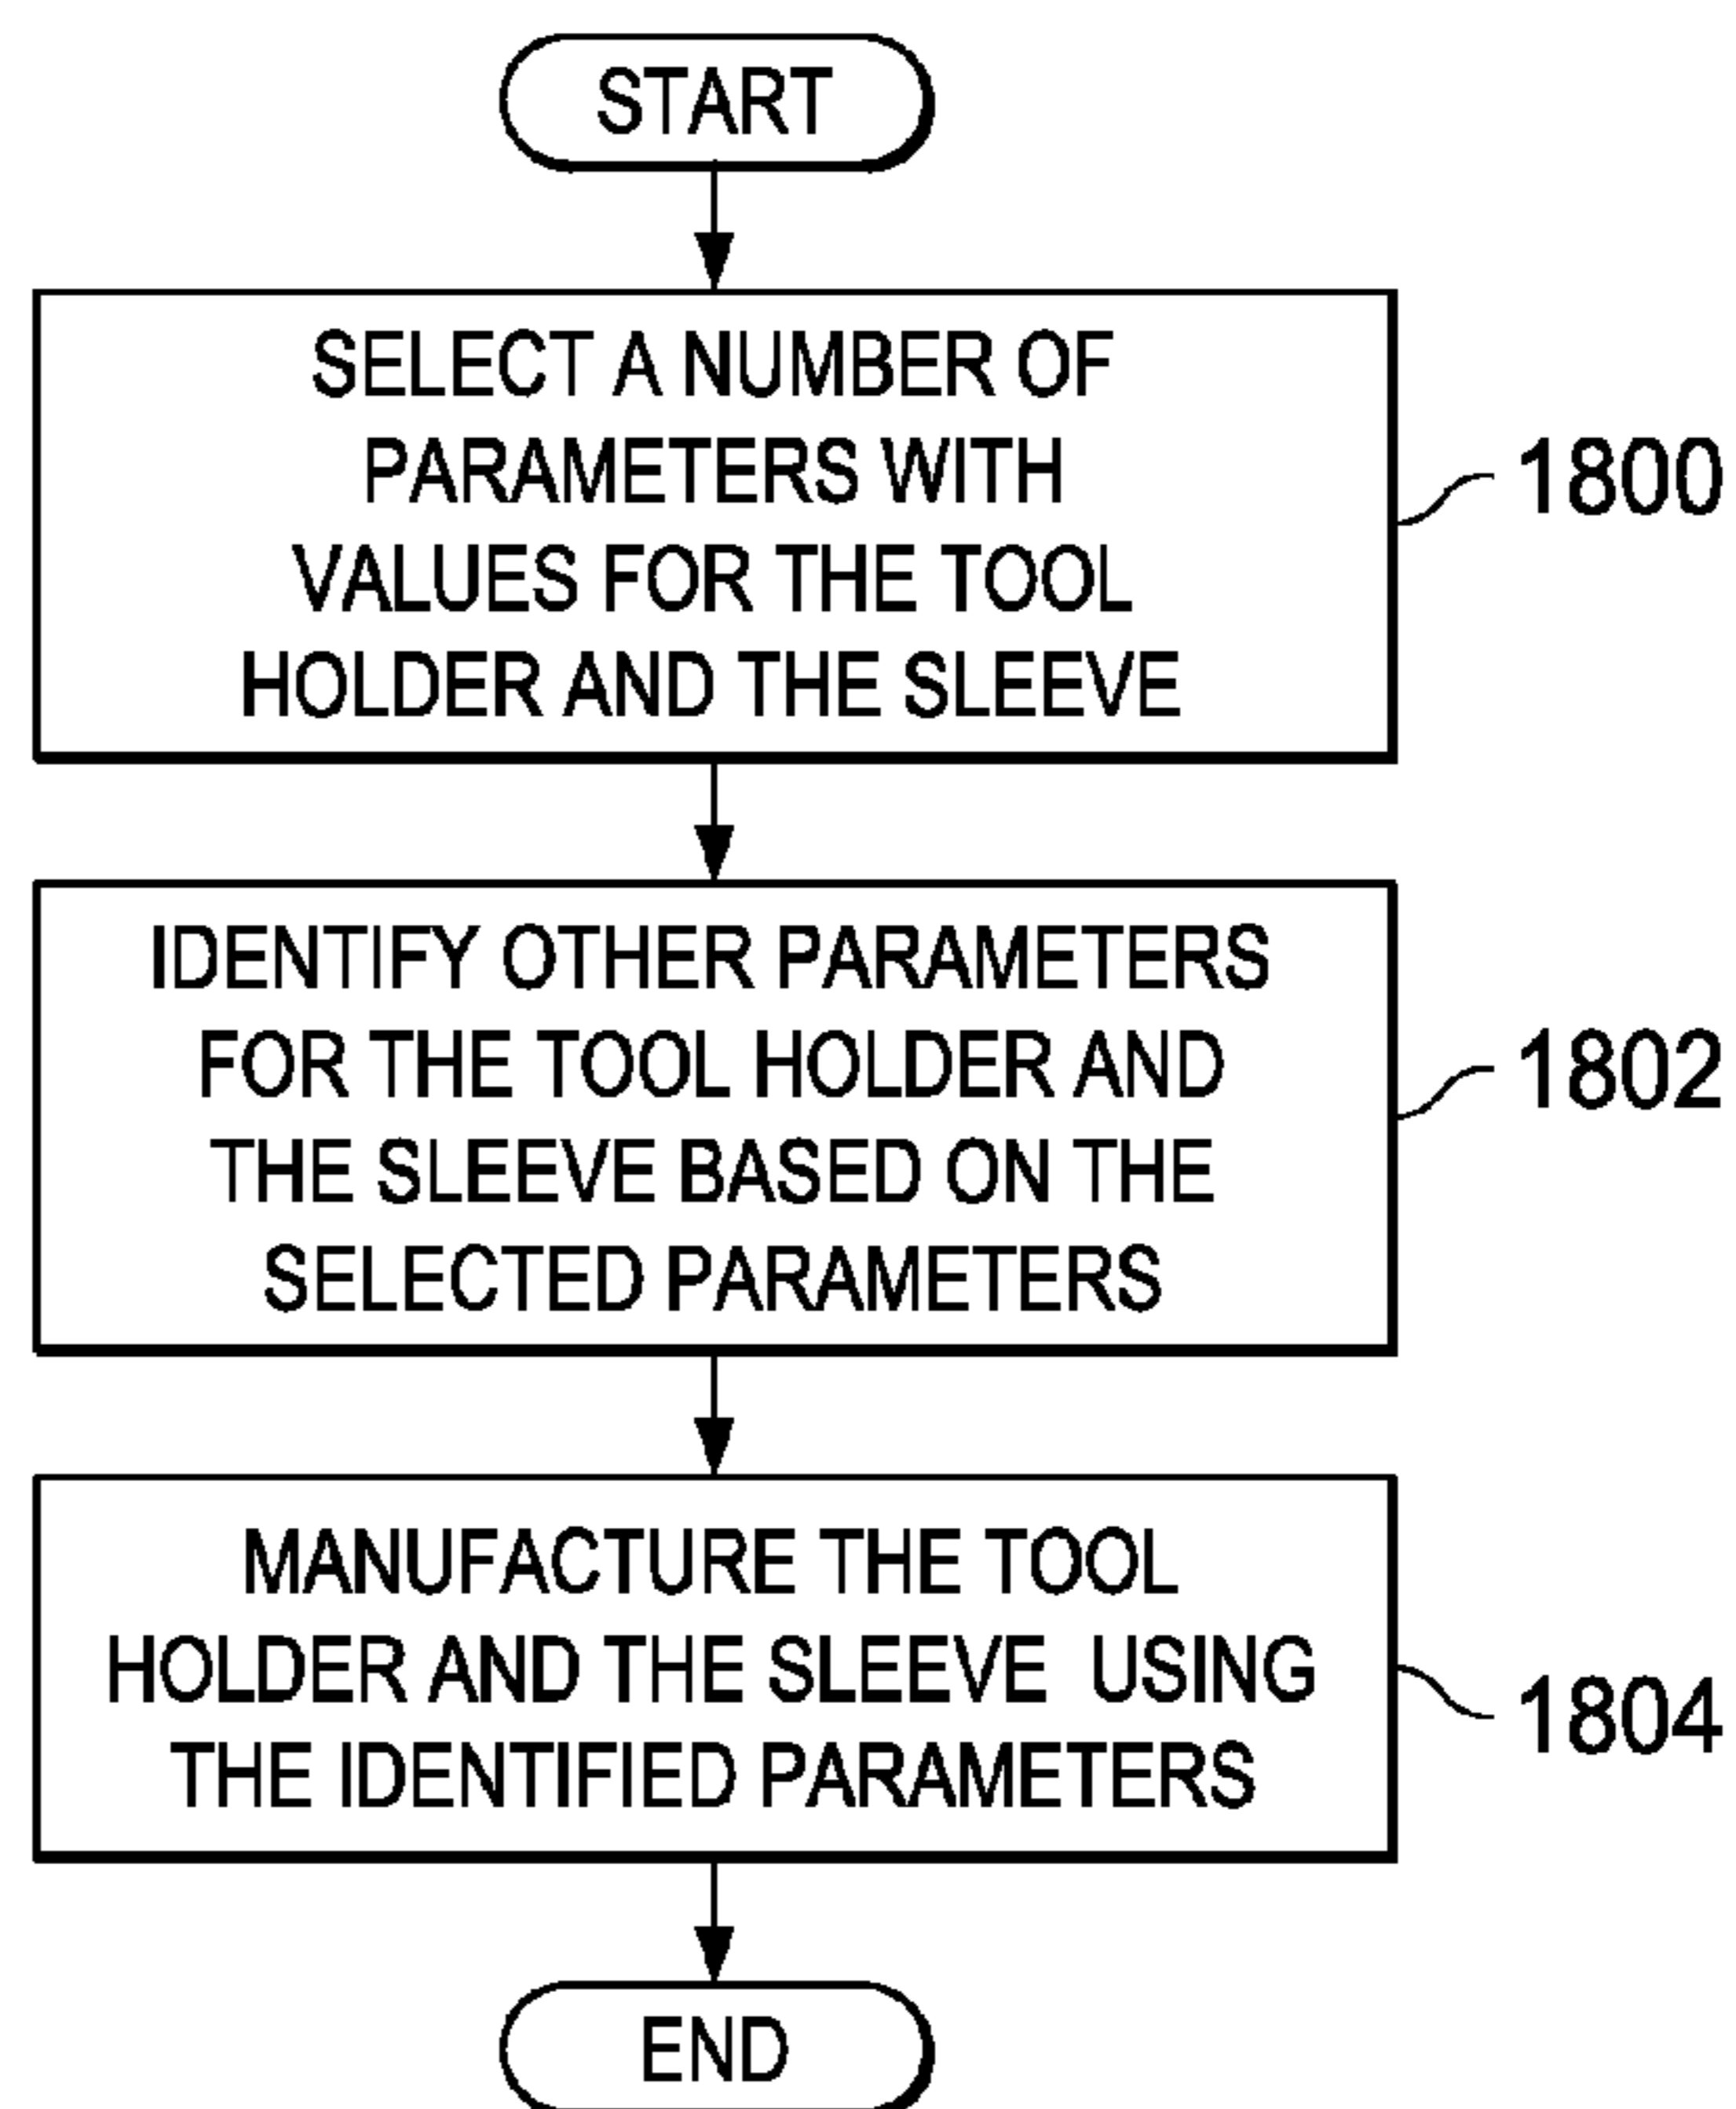 START
SELECT A NUMBER OF
PARAMETERS WITH
VALUES FOR THE TOOL
HOLDER AND THE SLEEVE
1800
IDENTIFY OTHER PARAMETERS
FOR THE TOOL HOLDER AND
THE SLEEVE BASED ON THE
SELECTED PARAMETERS
1802
MANUFACTURE THE TOOL
HOLDER AND THE SLEEVE USING
THE IDENTIFIED PARAMETERS
1804
END